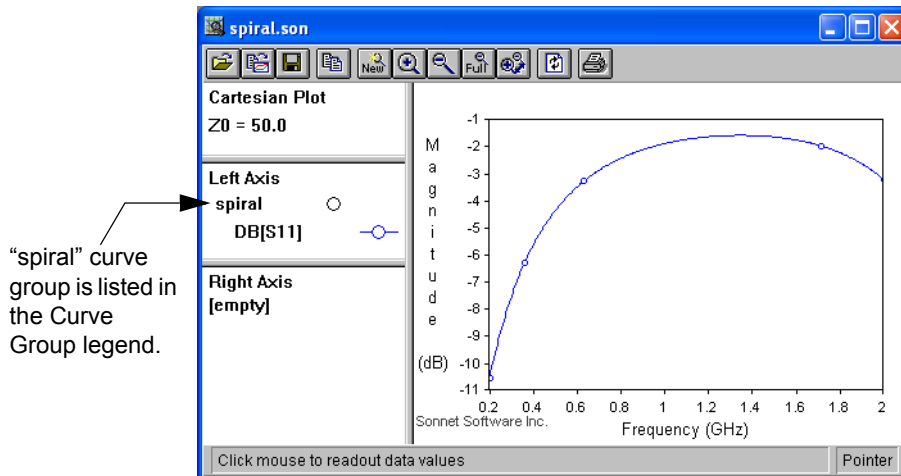 spiral.son
New
Full
Cartesian Plot
Z0 = 50.0
Left Axis
spiral
DB[S11]
Right Axis
[empty]
"spiral" curve
group is listed in
the Curve
Group legend.
Magnitude
(dB)
-1
-2
-3
-4
-5
-6
-7
-8
-9
-10
-11
0.2 0.4 0.6 0.8 1 1.2 1.4 1.6 1.8 2
Sonnet Software Inc.
Frequency (GHz)
Click mouse to readout data values
Pointer